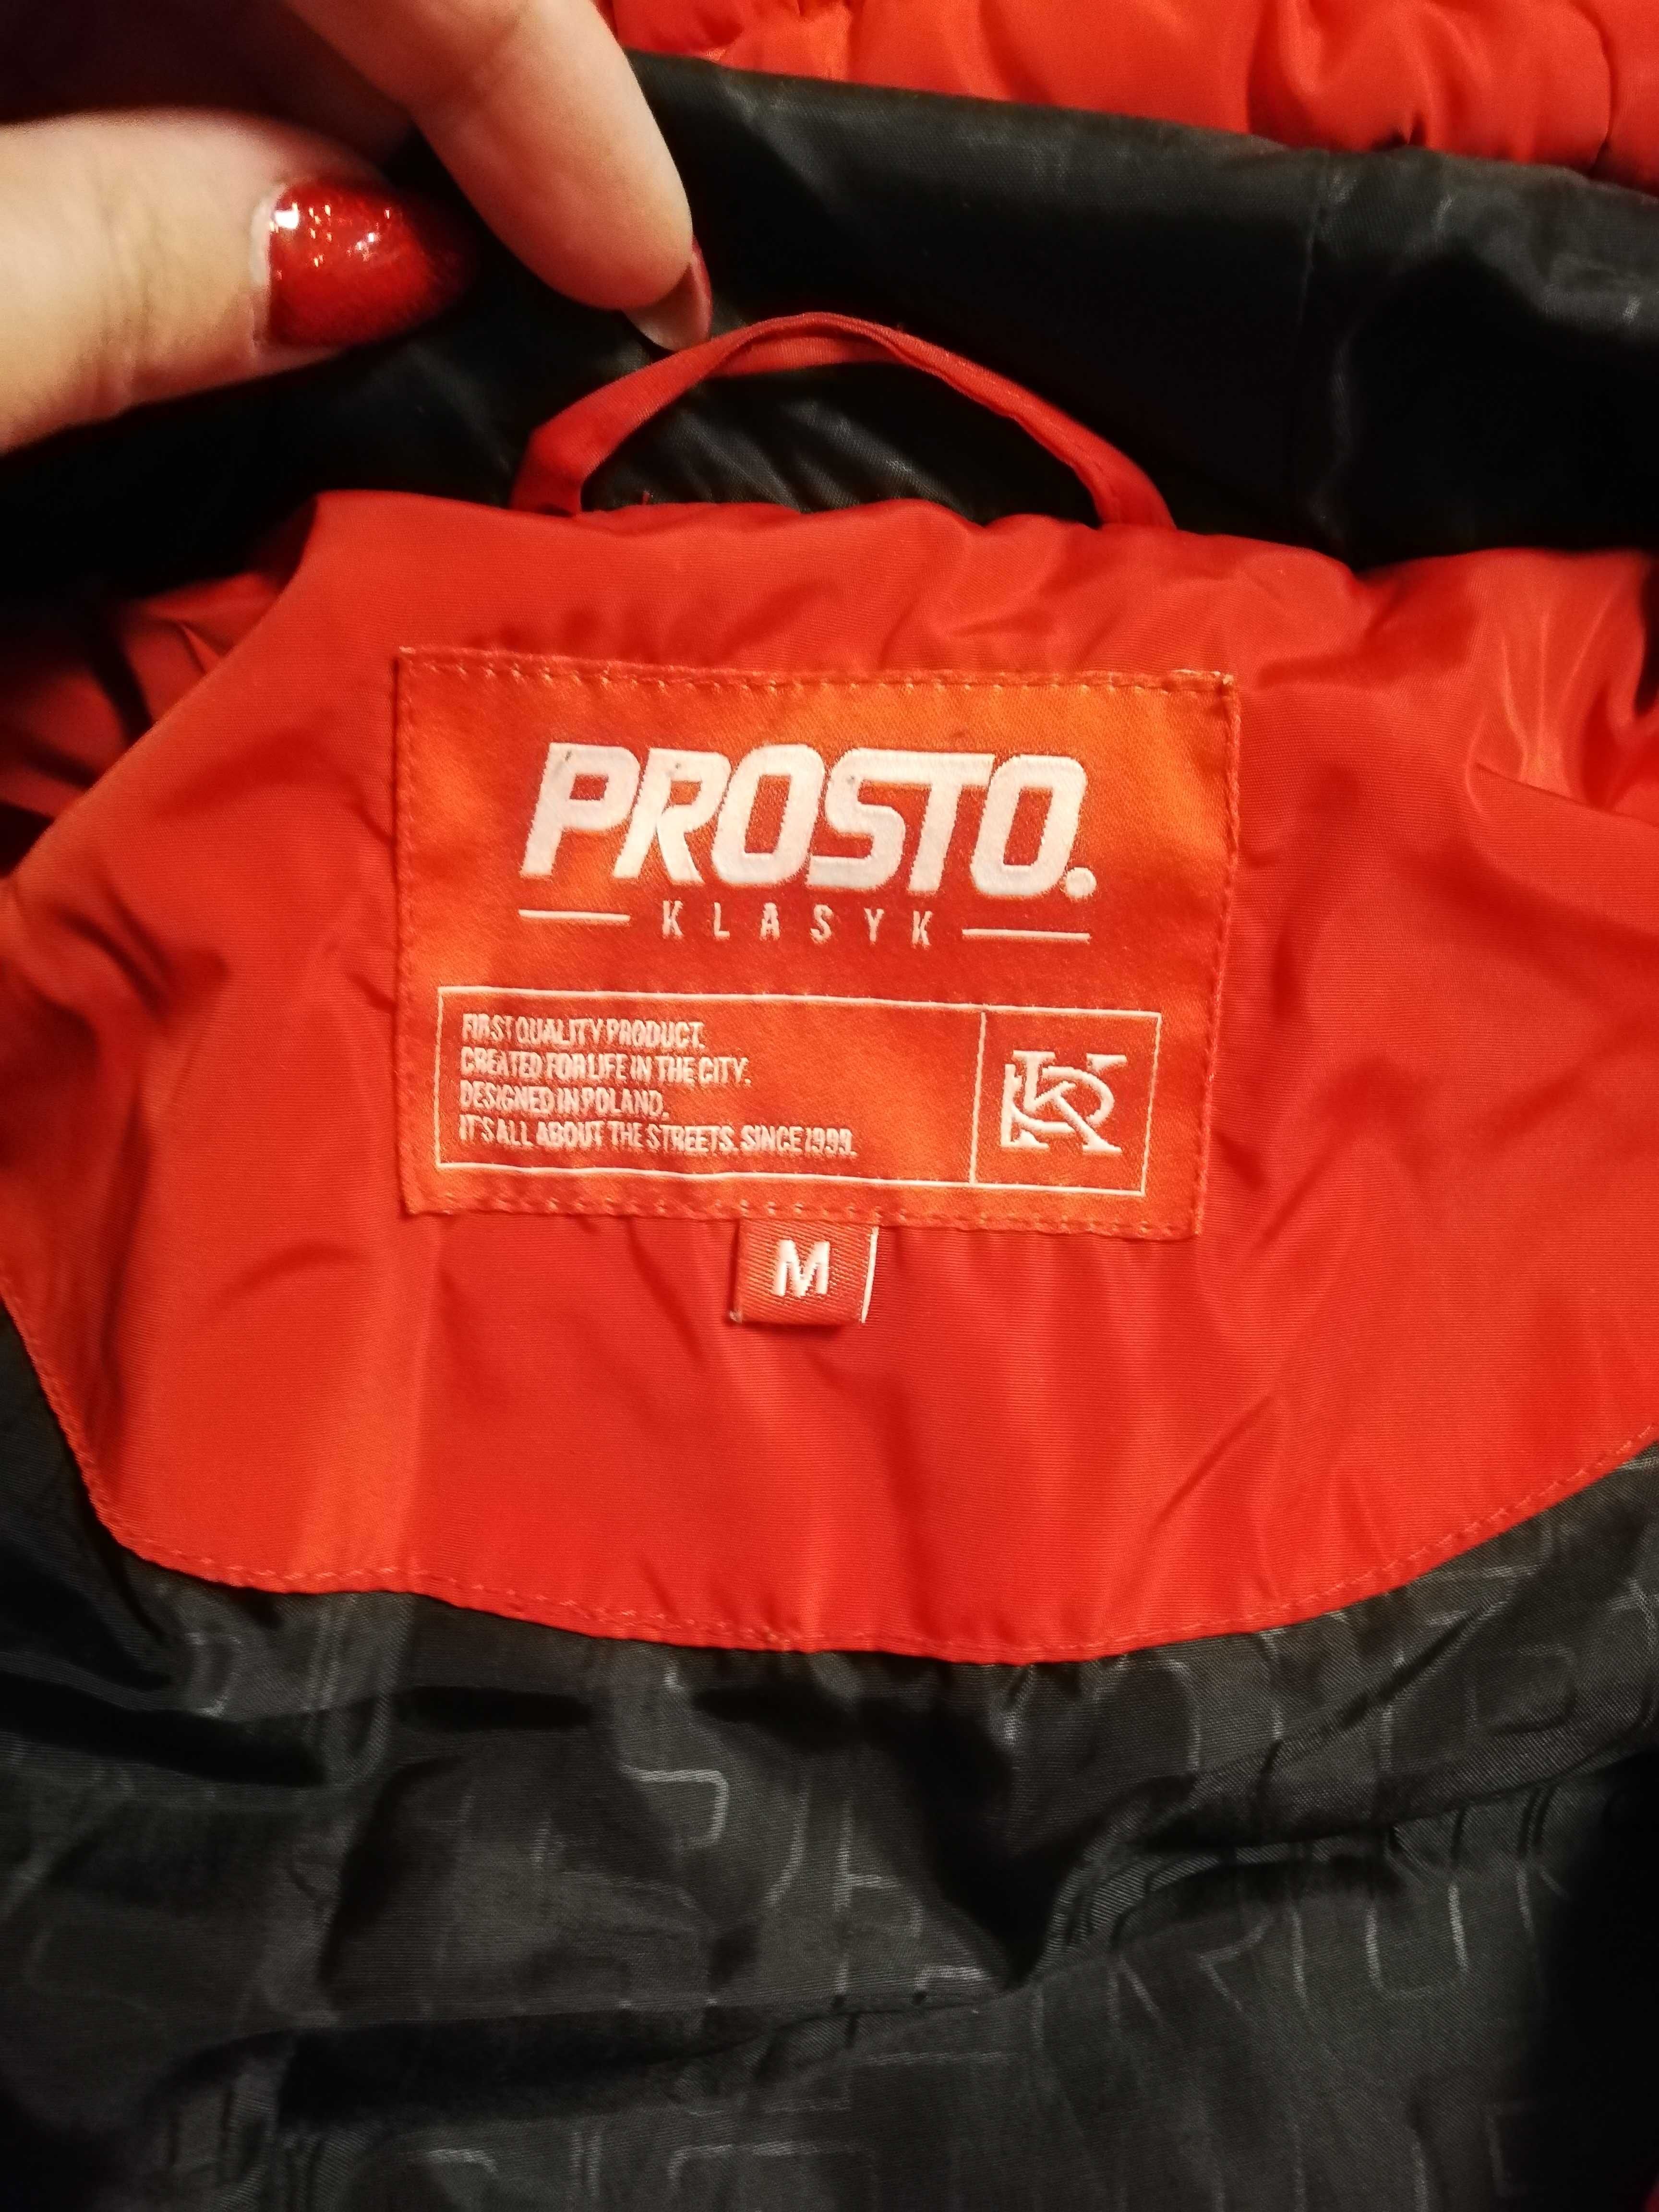 PROSTO.
KLASYK
FIRST QUALITY PRODUCT.
CREATED FOR LIFE IN THE CITY.
DESIGNED IN POLAND.
IT'S ALL ABOUT THE STREETS. SINCE 1999.
M